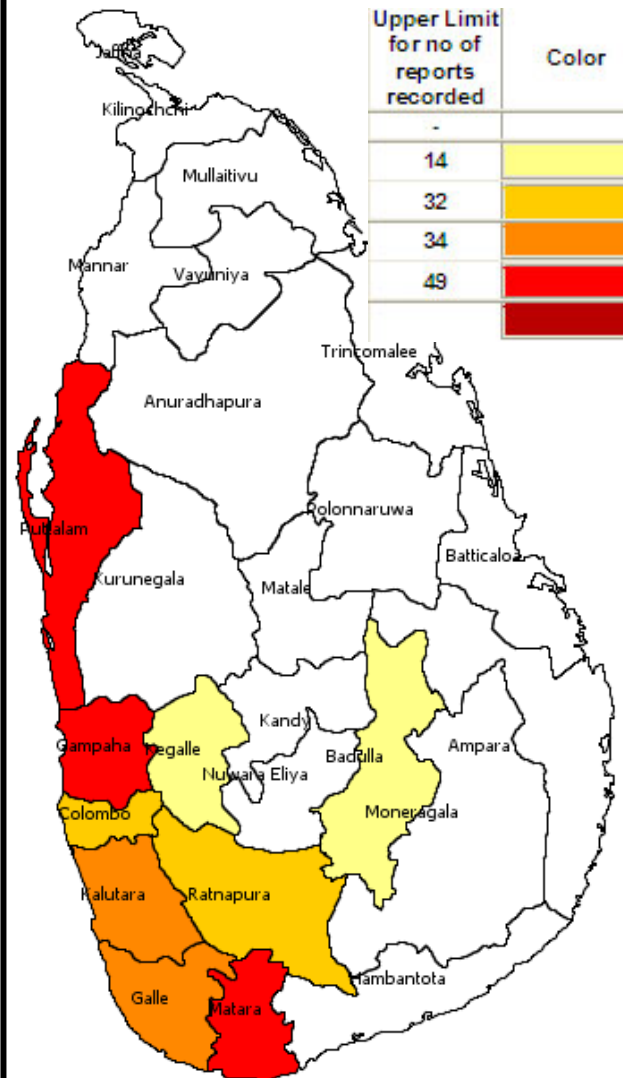 Upper Limit
for no of
reports
recorded
Color
-
14
32
34
49
Jaffna
Kilinochchi
Mullaitivu
Mannar
Vavuniya
Trincomalee
Anuradhapura
Polonnaruwa
Puttalam
Batticaloa
Kurunegala
Matale
Kandy
Gampaha
Kegalle
Ampara
Badulla
Nuwara Eliya
Colombo
Moneragala
Kalutara
Ratnapura
Hambantota
Galle
Matara